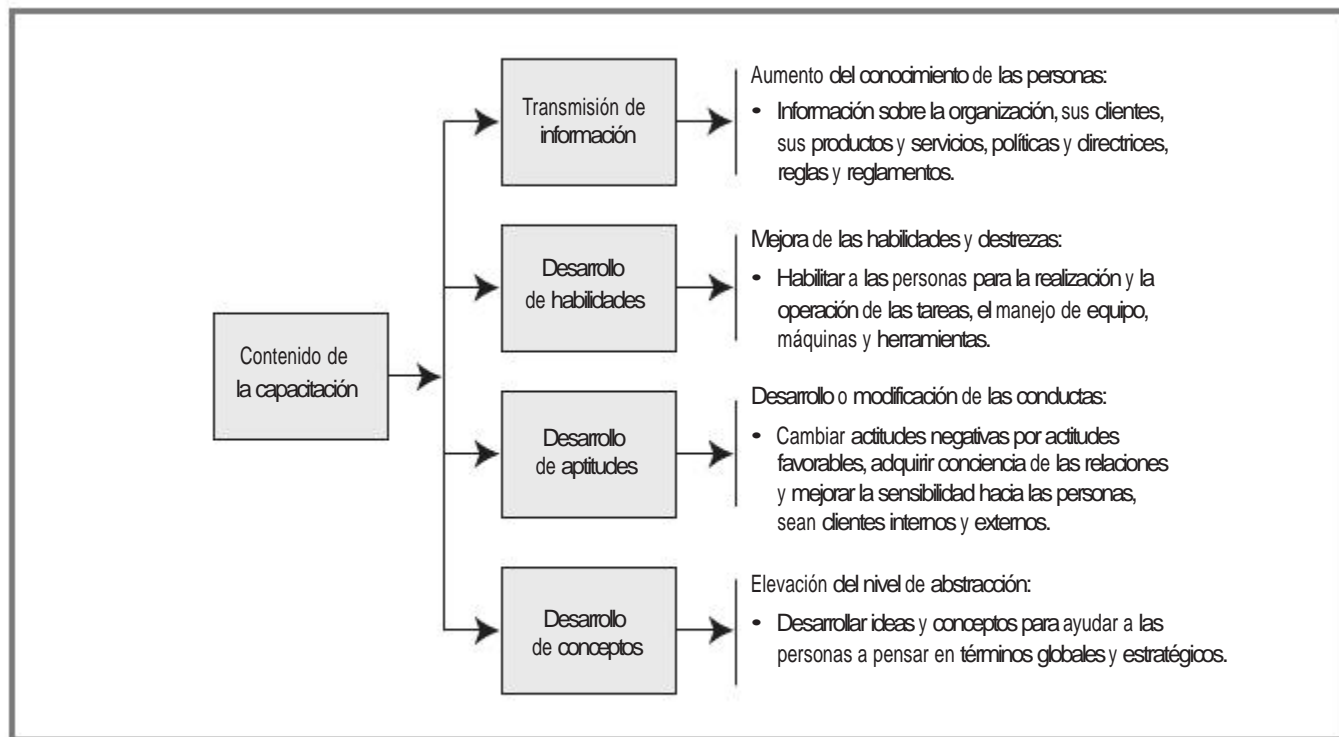 Contenido de
la capacitación
Transmisión de
información
Aumento del conocimiento de las personas:
• Información sobre la organización, sus clientes,
sus productos y servicios, políticas y directrices,
reglas y reglamentos.
Desarrollo
de habilidades
Mejora de las habilidades y destrezas:
• Habilitar a las personas para la realización y la
operación de las tareas, el manejo de equipo,
máquinas y herramientas.
Desarrollo
de aptitudes
Desarrollo o modificación de las conductas:
• Cambiar actitudes negativas por actitudes
favorables, adquirir conciencia de las relaciones
y mejorar la sensibilidad hacia las personas,
sean clientes internos y externos.
Desarrollo
de conceptos
Elevación del nivel de abstracción:
• Desarrollar ideas y conceptos para ayudar a las
personas a pensar en términos globales y estratégicos.